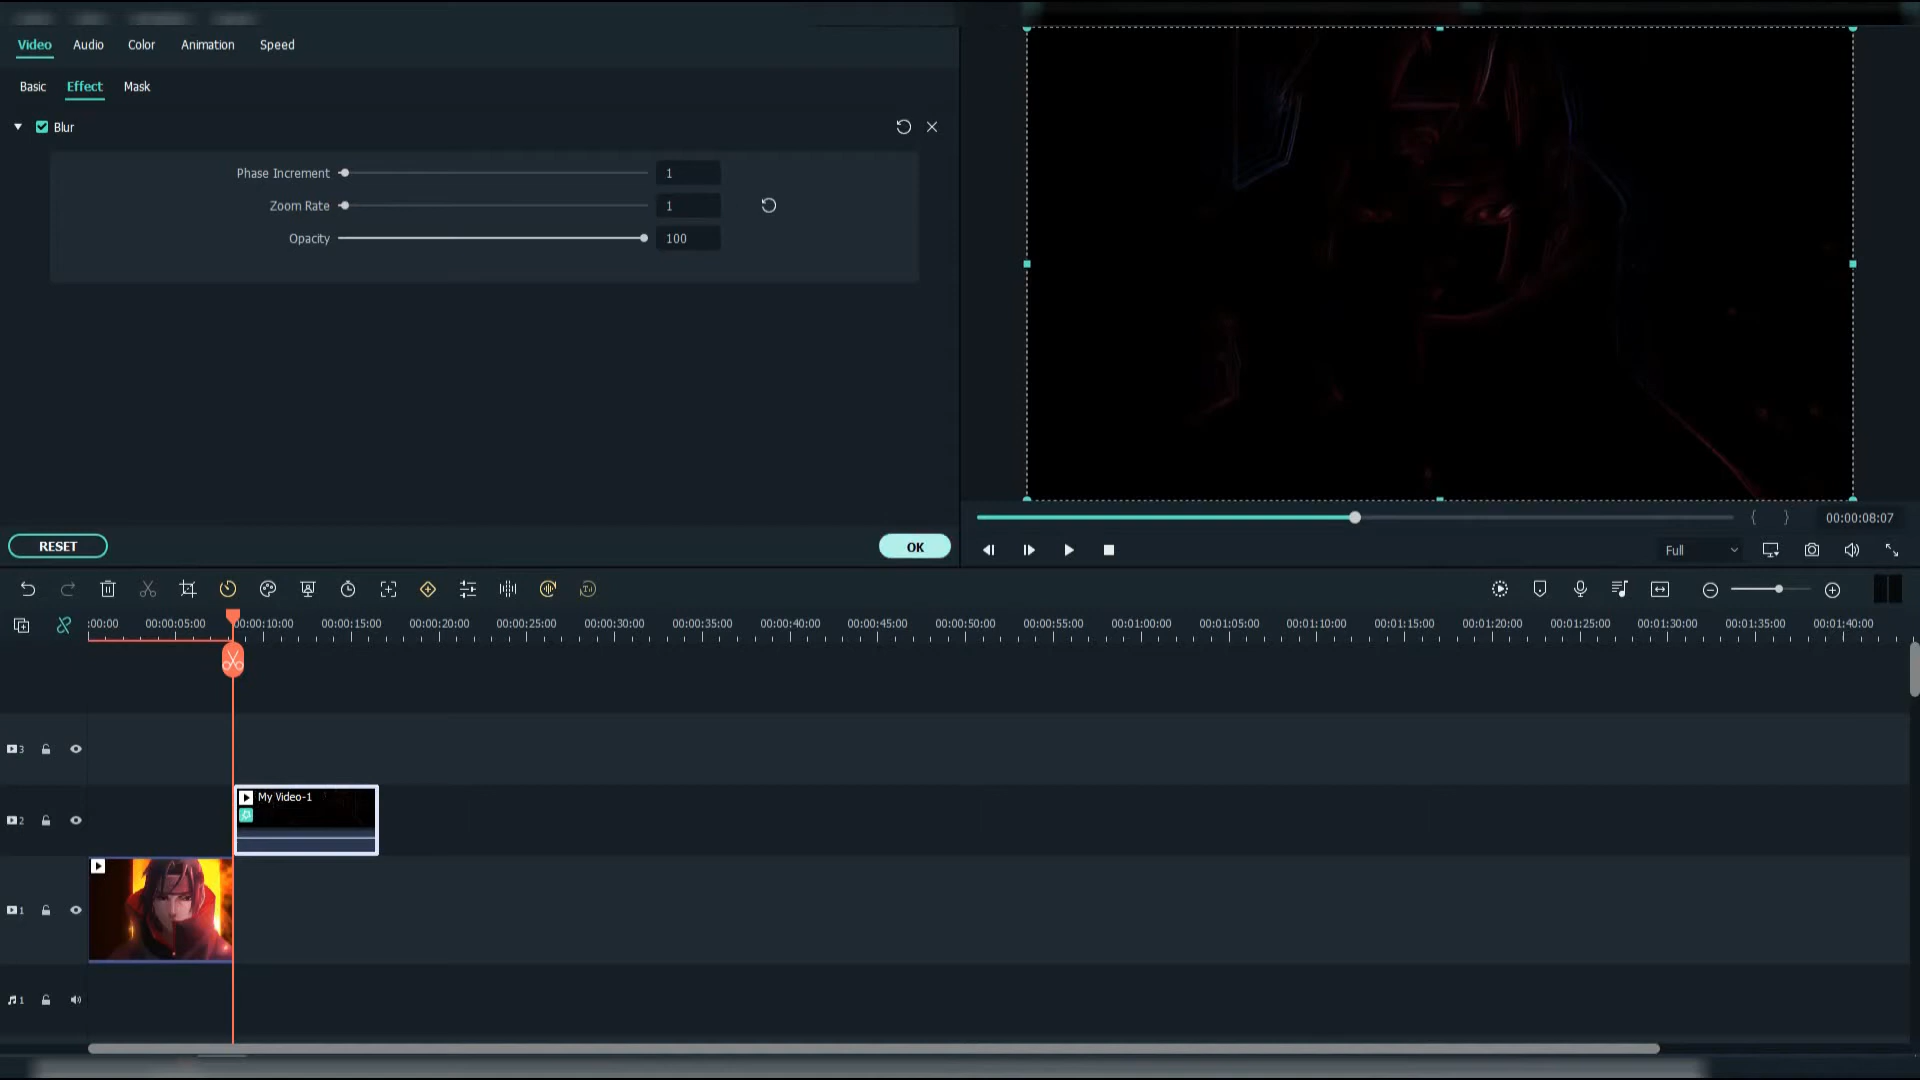 Video Audio Color Animation Speed
Basic Effect Mask
Blur
Phase Increment 1
Zoom Rate 1
Opacity 100
RESET OK
00:00:08:07
Full
:00:00 00:00:05:00 00:00:10:00 00:00:15:00 00:00:20:00 00:00:25:00 00:00:30:00 00:00:35:00 00:00:40:00 00:00:45:00 00:00:50:00 00:00:55:00 00:01:00:00 00:01:05:00 00:01:10:00 00:01:15:00 00:01:20:00 00:01:25:00 00:01:30:00 00:01:35:00 00:01:40:00
3
2 My Video-1
1
1